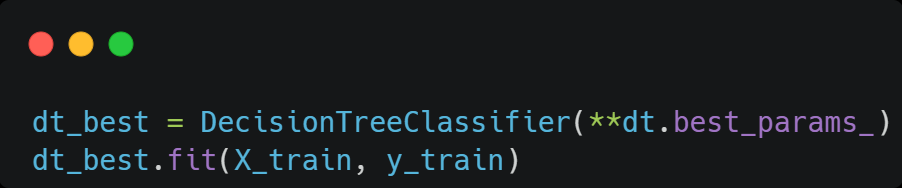 dt_best = DecisionTreeClassifier(**dt.best_params_)
dt_best.fit(X_train, y_train)